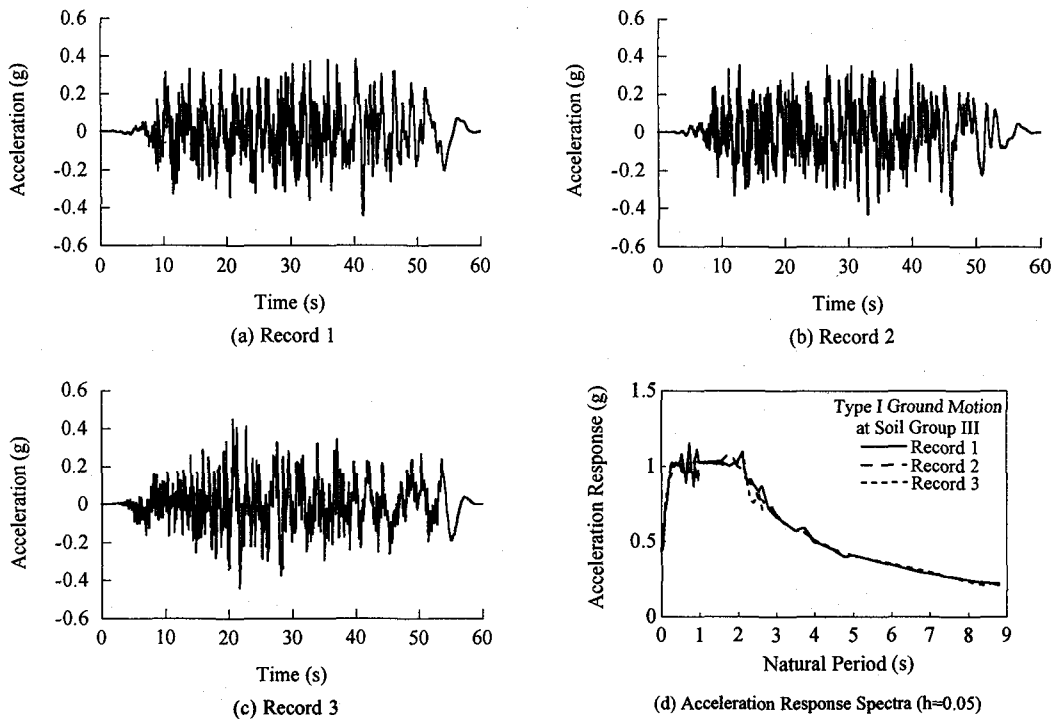 0.6
0.4
0.2
0
-0.2
-0.4
-0.6
Acceleration (g)
0 10 20 30 40 50 60
Time (s)
(a) Record 1
0.6
0.4
0.2
0
-0.2
-0.4
-0.6
Acceleration (g)
0 10 20 30 40 50 60
Time (s)
(b) Record 2
0.6
0.4
0.2
0
-0.2
-0.4
-0.6
Acceleration (g)
0 10 20 30 40 50 60
Time (s)
(c) Record 3
1.5
1
0.5
0
Acceleration Response (g)
Type I Ground Motion
at Soil Group III
Record 1
Record 2
Record 3
0 1 2 3 4 5 6 7 8 9
Natural Period (s)
(d) Acceleration Response Spectra (h=0.05)